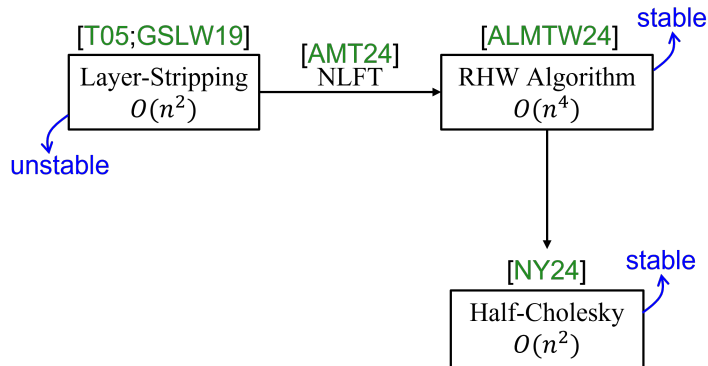 stable
[T05;GSLW19]
[AMT24]
[ALMTW24]
Layer-Stripping
O(n²)
NLFT
RHW Algorithm
O(n⁴)
unstable
[NY24]
stable
Half-Cholesky
O(n²)